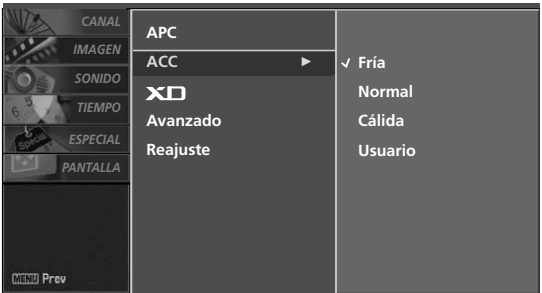 CANAL
IMAGEN
SONIDO
TIEMPO
ESPECIAL
PANTALLA
MENU Prev
APC
ACC ►
XD
Avanzado
Reajuste
✓ Fría
Normal
Cálida
Usuario